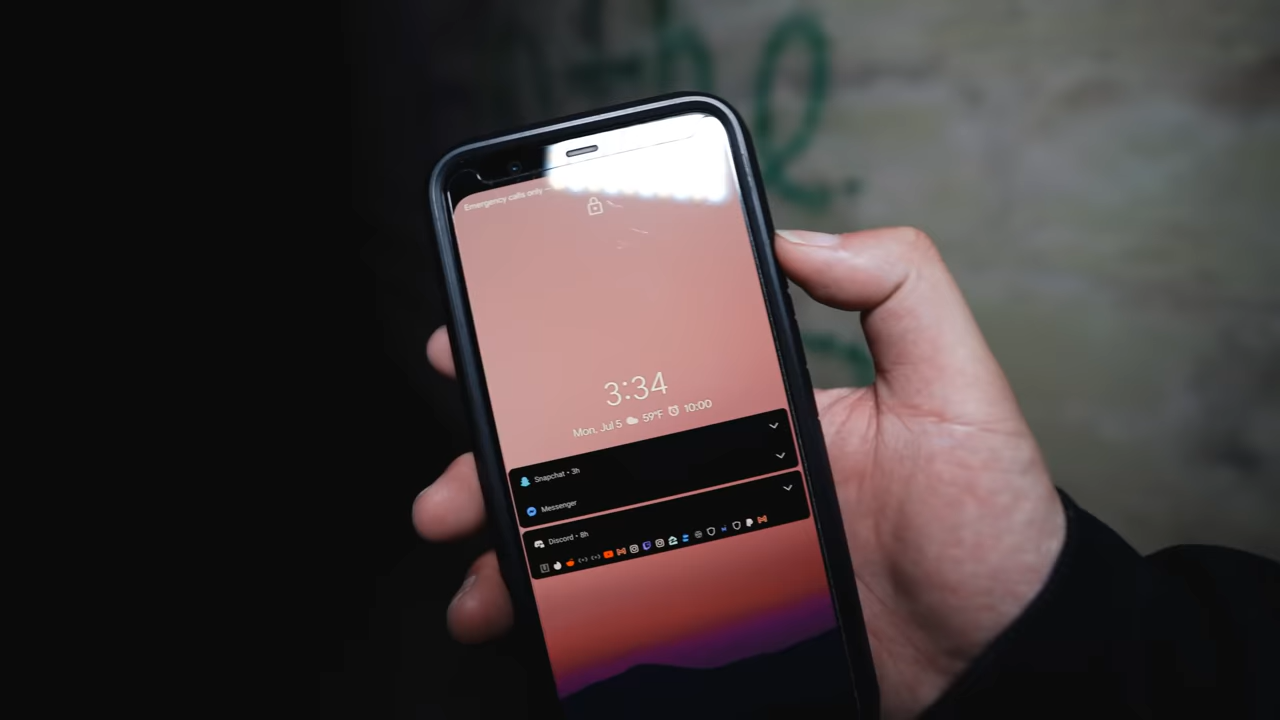 Emergency calls only
3:34
Mon, Jul 5 59°F 10:00
Snapchat • 3h
Messenger
Discord • 8h